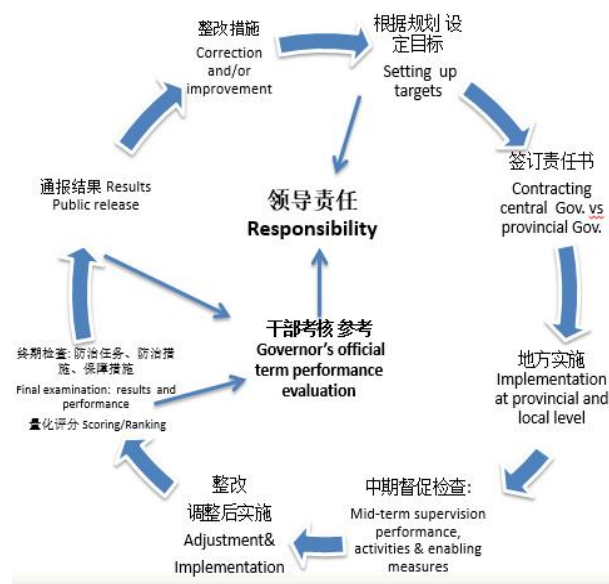 整改措施
Correction
and/or
improvement
根据规划 设
定目标
Setting up
targets
签订责任书
Contracting
central Gov. vs
provincial Gov.
地方实施
Implementation
at provincial and
local level
中期督促检查:
Mid-term supervision
performance,
activities & enabling
measures
整改
调整后实施
Adjustment&
Implementation
终期检查: 防治任务、防治措
施、保障措施
Final examination: results and
performance
量化评分 Scoring/Ranking
通报结果 Results
Public release
领导责任
Responsibility
干部考核 参考
Governor's official
term performance
evaluation